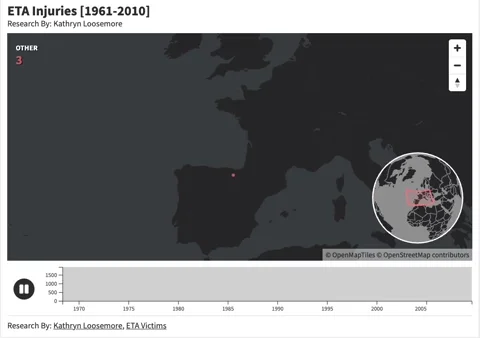 ETA Injuries [1961-2010]
Research By: Kathryn Loosemore
OTHER
3
© OpenMapTiles © OpenStreetMap contributors
1500
1000
500
0
1970 1975 1980 1985 1990 1995 2000 2005
Research By: Kathryn Loosemore, ETA Victims